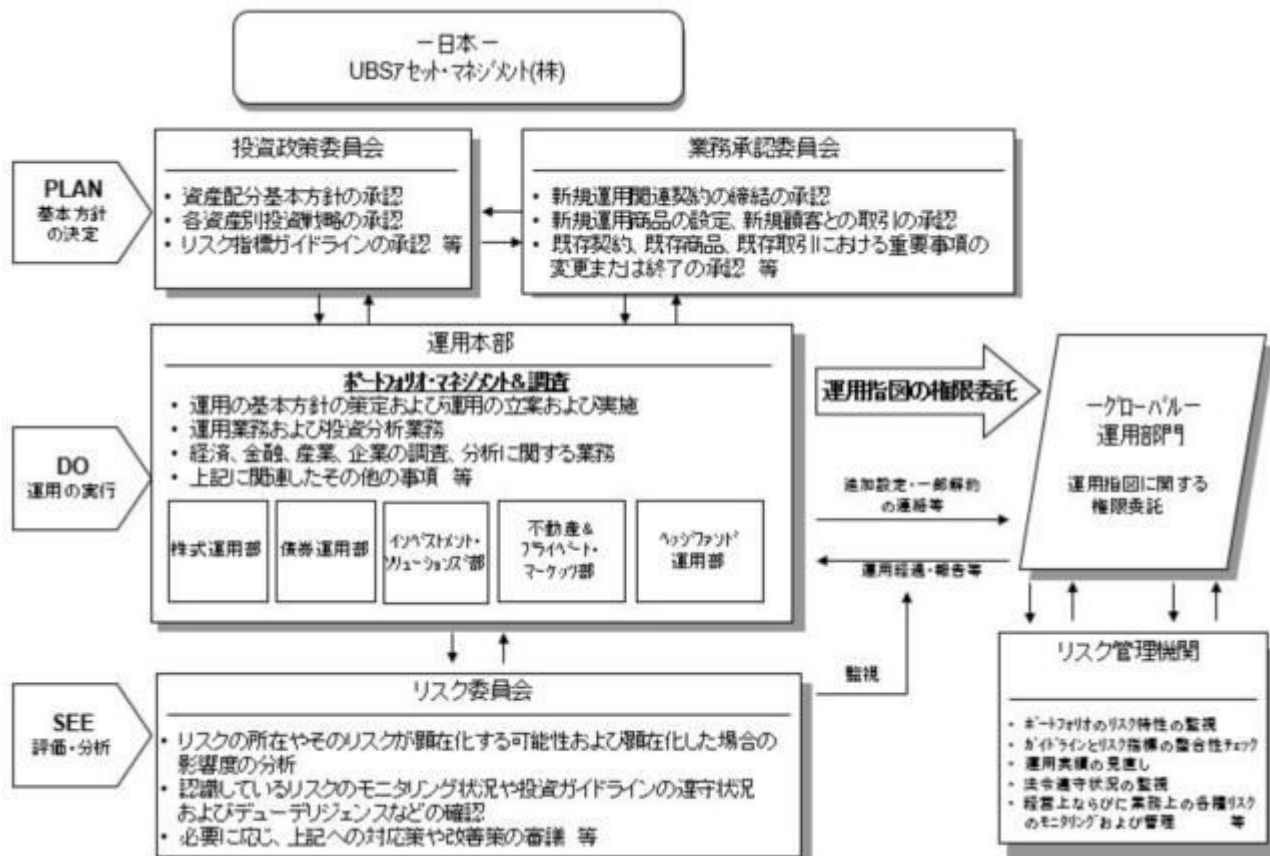 －日本－
UBSｱｾｯﾄ・ﾏﾈｼﾞﾒﾝﾄ(株)
PLAN
基本方針
の決定
投資政策委員会
・ 資産配分基本方針の承認
・ 各資産別投資戦略の承認
・ リスク指標ガイドラインの承認 等
業務承認委員会
・ 新規運用関連契約の締結の承認
・ 新規運用商品の設定、新規顧客との取引の承認
・ 既存契約、既存商品、既存取引における重要事項の
変更または終了の承認 等
DO
運用の実行
運用本部
ﾎﾟｰﾄﾌｫﾘｵ・ﾏﾈｼﾞﾒﾝﾄ＆調査
・ 運用の基本方針の策定および運用の立案および実施
・ 運用業務および投資分析業務
・ 経済、金融、産業、企業の調査、分析に関する業務
・ 上記に関連したその他の事項 等
株式運用部
債券運用部
ｲﾝﾍﾞｽﾄﾒﾝﾄ・
ｿﾘｭｰｼｮﾝｽﾞ部
不動産＆
ﾌﾟﾗｲﾍﾞｰﾄ・
ﾏｰｹｯﾂ部
ﾍｯｼﾞﾌｧﾝﾄﾞ
運用部
運用指図の権限委託
追加設定・一部解約
の連絡等
運用経過・報告等
監視
－ｸﾞﾛｰﾊﾞﾙ－
運用部門
運用指図に関する
権限委託
SEE
評価・分析
リスク委員会
・ リスクの所在やそのリスクが顕在化する可能性および顕在化した場合の
影響度の分析
・ 認識しているリスクのモニタリング状況や投資ガイドラインの遵守状況
およびデューデリジェンスなどの確認
・ 必要に応じ、上記への対応策や改善策の審議 等
リスク管理機関
・ ﾎﾟｰﾄﾌｫﾘｵのリスク特性の監視
・ ｶﾞｲﾄﾞﾗｲﾝとリスク指標の整合性ﾁｪｯｸ
・ 運用実績の見直し
・ 法令遵守状況の監視
・ 経営上ならびに業務上の各種リスク
のﾓﾆﾀﾘﾝｸﾞおよび管理 等